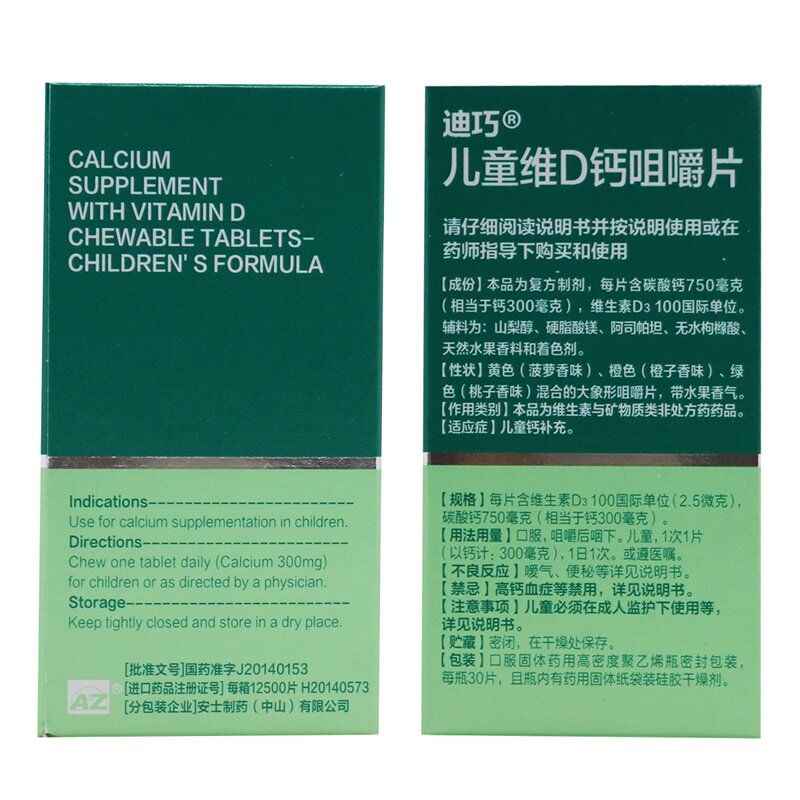 CALCIUM
SUPPLEMENT
WITH VITAMIN D
CHEWABLE TABLETS-
CHILDREN'S FORMULA
Indications-----------------------
Use for calcium supplementation in children.
Directions-----------------------
Chew one tablet daily (Calcium 300mg)
for children or as directed by a physician.
Storage--------------------------
Keep tightly closed and store in a dry place.
AZ®
[批准文号]国药准字J20140153
[进口药品注册证号] 每箱12500片 H20140573
[分包装企业]安士制药（中山）有限公司
迪巧®
儿童维D钙咀嚼片
请仔细阅读说明书并按说明使用或在
药师指导下购买和使用
【成份】本品为复方制剂，每片含碳酸钙750毫克
（相当于钙300毫克），维生素D3 100国际单位。
辅料为：山梨醇、硬脂酸镁、阿司帕坦、无水枸橼酸、
天然水果香料和着色剂。
【性状】黄色（菠萝香味）、橙色（橙子香味）、绿
色（桃子香味）混合的大象形咀嚼片，带水果香气。
【作用类别】本品为维生素与矿物质类非处方药药品。
【适应症】儿童钙补充。
【规格】每片含维生素D3 100国际单位（2.5微克），
碳酸钙750毫克（相当于钙300毫克）。
【用法用量】口服，咀嚼后咽下。儿童，1次1片
（以钙计：300毫克），1日1次。或遵医嘱。
【不良反应】嗳气、便秘等详见说明书。
【禁忌】高钙血症等禁用，详见说明书。
【注意事项】儿童必须在成人监护下使用等，
详见说明书。
【贮藏】密闭，在干燥处保存。
【包装】口服固体药用高密度聚乙烯瓶密封包装，
每瓶30片，且瓶内有药用固体纸袋装硅胶干燥剂。